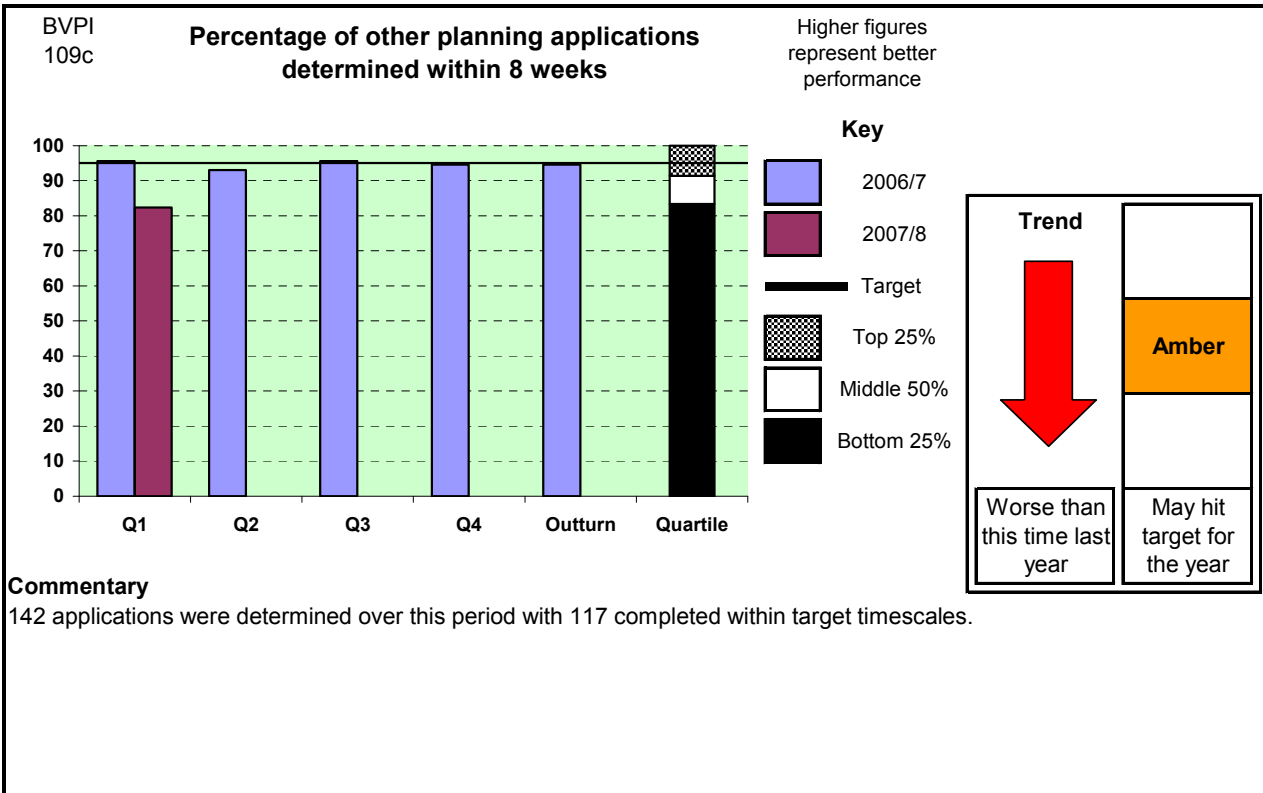 BVPI
109c
Percentage of other planning applications
determined within 8 weeks
Higher figures
represent better
performance
Key
2006/7
2007/8
Target
Top 25%
Middle 50%
Bottom 25%
100
90
80
70
60
50
40
30
20
10
0
Q1
Q2
Q3
Q4
Outturn
Quartile
Trend
Amber
Worse than
this time last
year
May hit
target for
the year
Commentary
142 applications were determined over this period with 117 completed within target timescales.